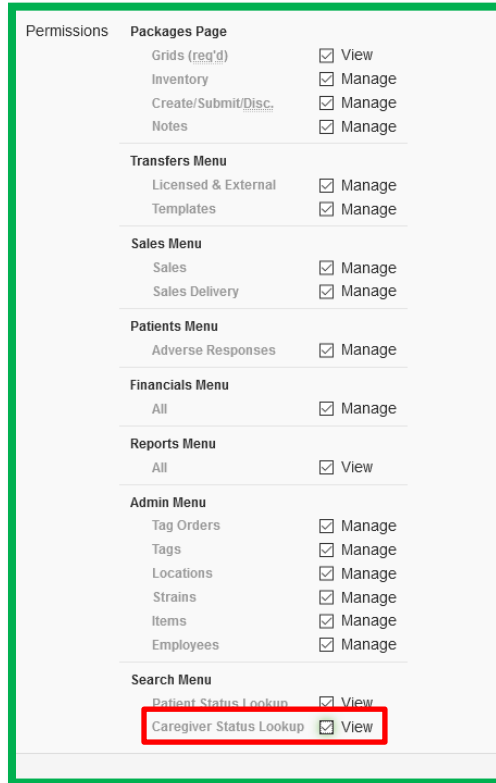 Permissions Packages Page
Grids (req'd) View
Inventory Manage
Create/Submit/Disc. Manage
Notes Manage
Transfers Menu
Licensed & External Manage
Templates Manage
Sales Menu
Sales Manage
Sales Delivery Manage
Patients Menu
Adverse Responses Manage
Financials Menu
All Manage
Reports Menu
All View
Admin Menu
Tag Orders Manage
Tags Manage
Locations Manage
Strains Manage
Items Manage
Employees Manage
Search Menu
Patient Status Lookup View
Caregiver Status Lookup View